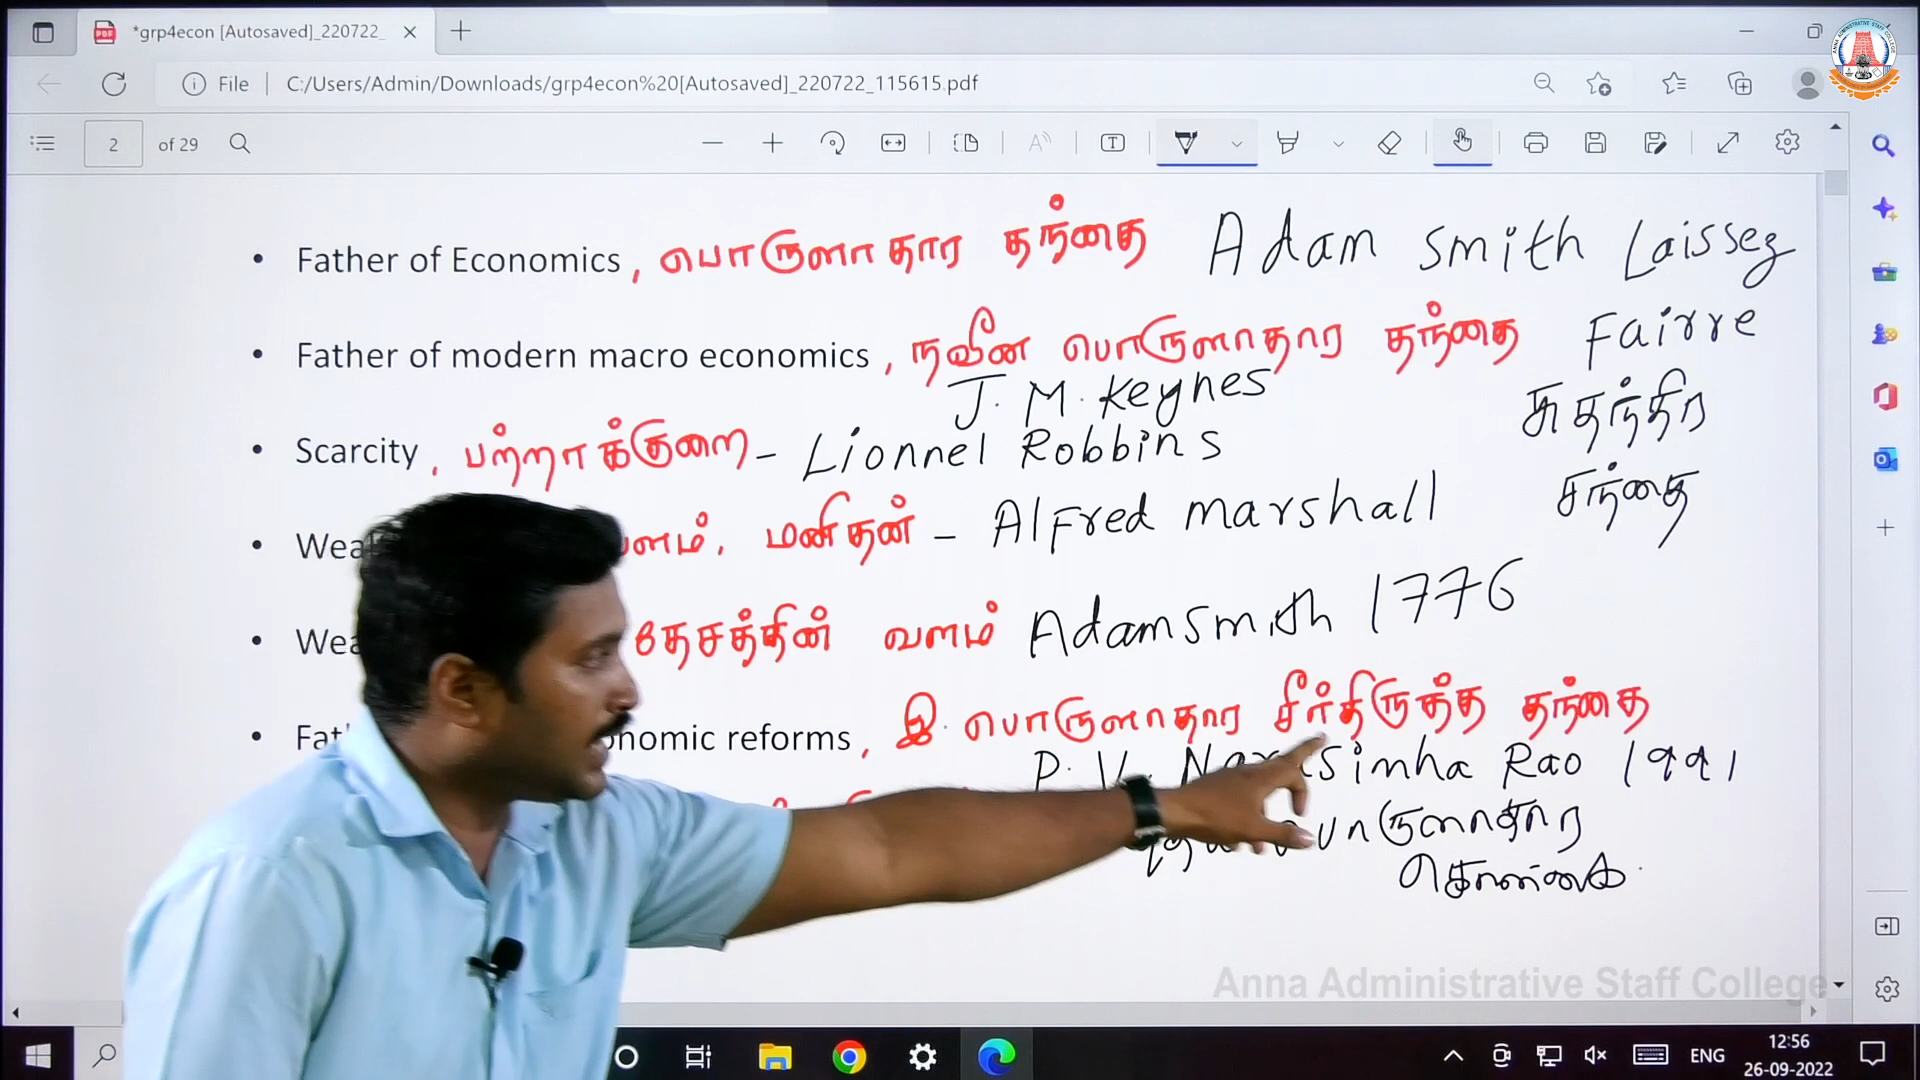 *grp4econ [Autosaved]_220722_
File C:/Users/Admin/Downloads/grp4econ%20[Autosaved]_220722_115615.pdf
2 of 29
Father of Economics, பொருளாதார தந்தை Adam Smith Laissez
Father of modern macro economics, நவீன பொருளாதார தந்தை Fairre
J. M. Keynes சுதந்திர
Scarcity, பற்றாக்குறை - Lionnel Robbins
சந்தை
மனிதன் - Alfred marshall
தேசத்தின் வளம் Adamsmith 1776
onomic reforms, இ. பொருளாதார சீர்திருத்த தந்தை
P. V. Narasimha Rao 1991
கொள்கை
Anna Administrative Staff College
ENG
12:56
26-09-2022